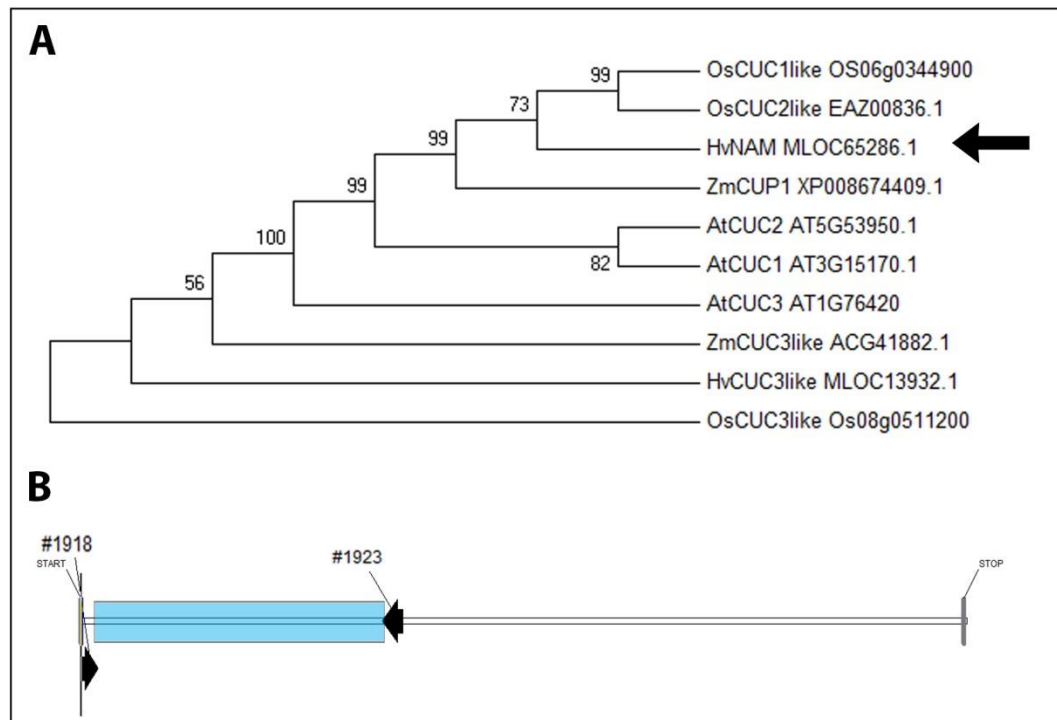 A
99
OsCUC1like OS06g0344900
73
OsCUC2like EAZ00836.1
99
HvNAM MLOC65286.1
99
ZmCUP1 XP008674409.1
100
AtCUC2 AT5G53950.1
82
AtCUC1 AT3G15170.1
56
AtCUC3 AT1G76420
ZmCUC3like ACG41882.1
HvCUC3like MLOC13932.1
OsCUC3like Os08g0511200
B
#1918
START
#1923
STOP